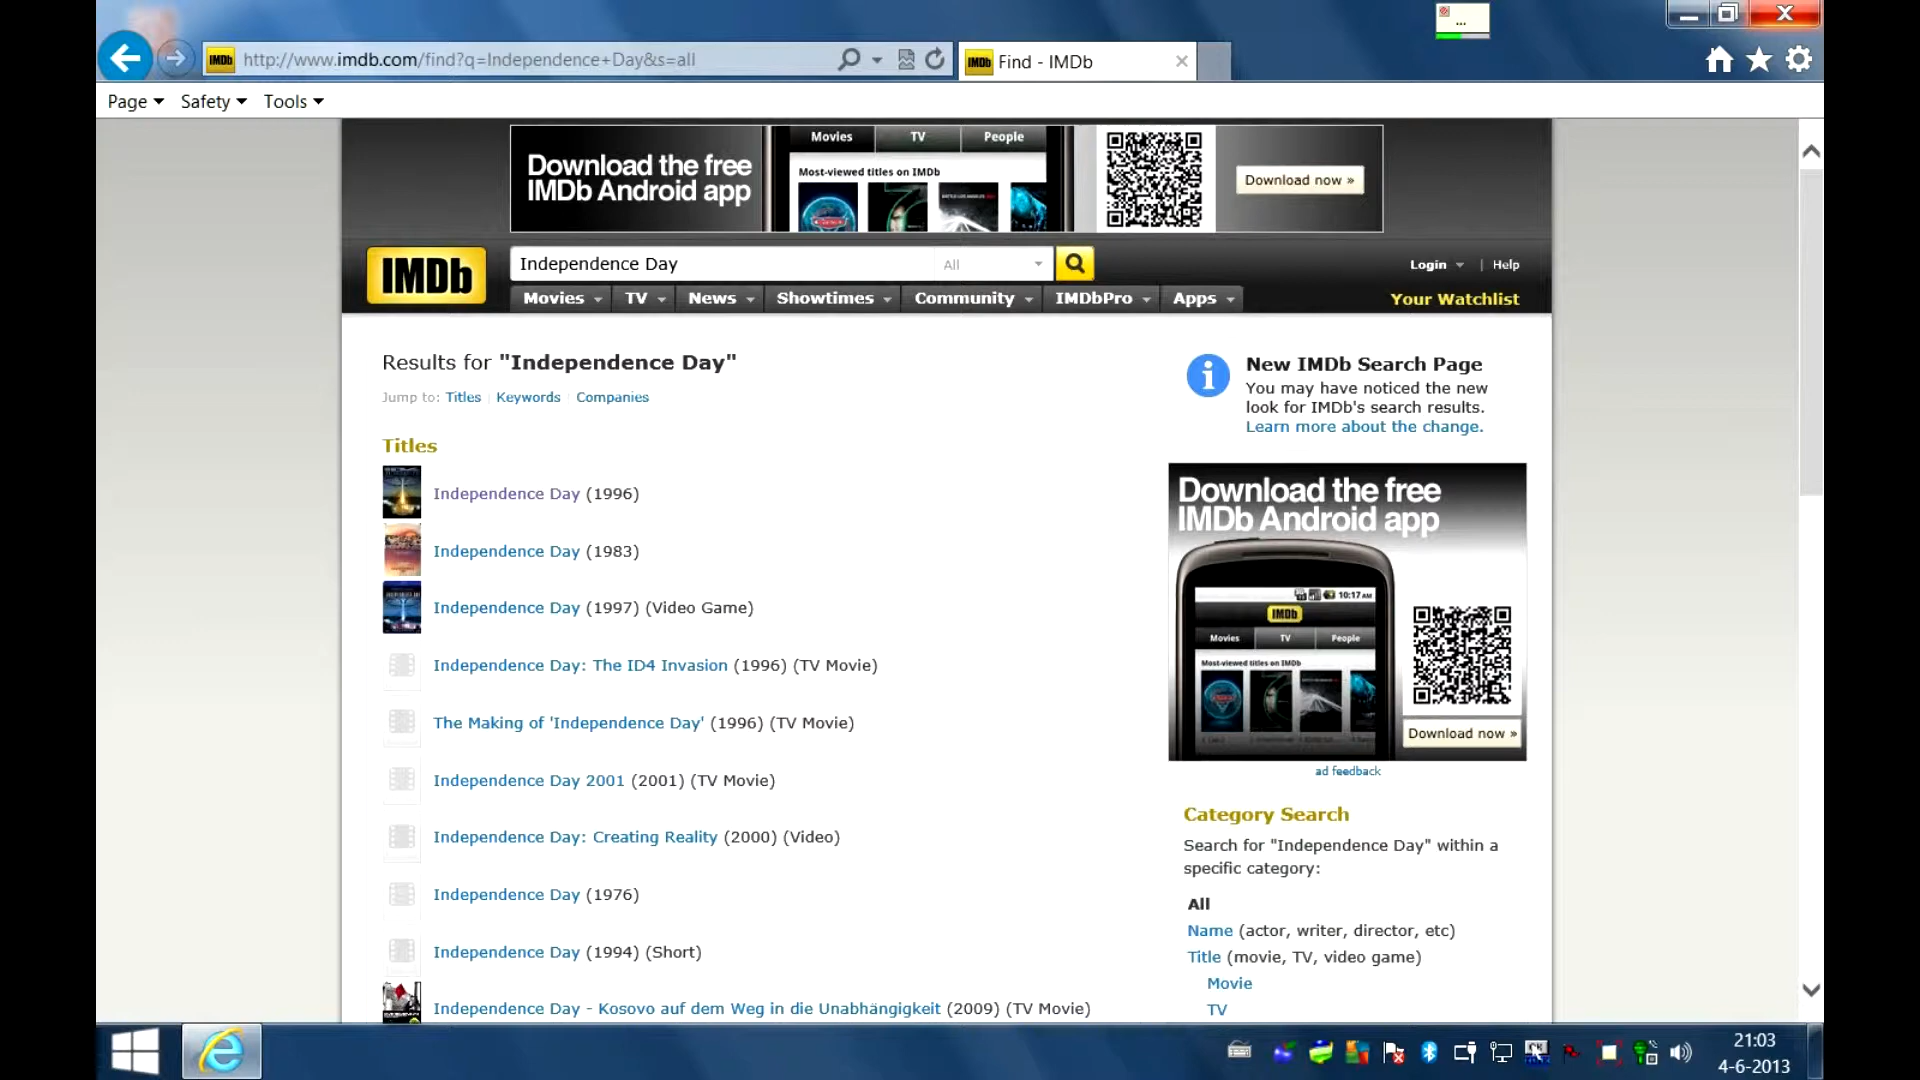 ...
http://www.imdb.com/find?q=Independence+Day&s=all
IMDb Find - IMDb
Page Safety Tools
Download the free
IMDb Android app
Movies TV People
Most-viewed titles on IMDb
Download now »
IMDb
Independence Day
All
Login | Help
Movies TV News Showtimes Community IMDbPro Apps
Your Watchlist
Results for "Independence Day"
Jump to: Titles | Keywords | Companies
Titles
Independence Day (1996)
Independence Day (1983)
Independence Day (1997) (Video Game)
Independence Day: The ID4 Invasion (1996) (TV Movie)
The Making of 'Independence Day' (1996) (TV Movie)
Independence Day 2001 (2001) (TV Movie)
Independence Day: Creating Reality (2000) (Video)
Independence Day (1976)
Independence Day (1994) (Short)
Independence Day - Kosovo auf dem Weg in die Unabhängigkeit (2009) (TV Movie)
New IMDb Search Page
You may have noticed the new
look for IMDb's search results.
Learn more about the change.
Download the free
IMDb Android app
10:17 AM
IMDb
Movies TV People
Most-viewed titles on IMDb
Download now »
ad feedback
Category Search
Search for "Independence Day" within a
specific category:
All
Name (actor, writer, director, etc)
Title (movie, TV, video game)
Movie
TV
21:03
4-6-2013